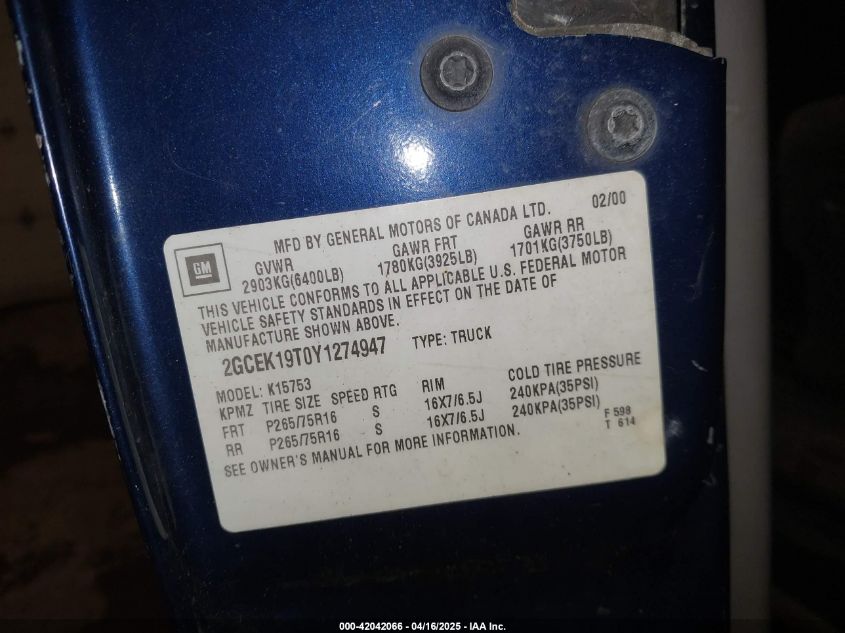 MFD BY GENERAL MOTORS OF CANADA LTD. 02/00
GM
GVWR GAWR FRT GAWR RR
2903KG(6400LB) 1780KG(3925LB) 1701KG(3750LB)
THIS VEHICLE CONFORMS TO ALL APPLICABLE U.S. FEDERAL MOTOR
VEHICLE SAFETY STANDARDS IN EFFECT ON THE DATE OF
MANUFACTURE SHOWN ABOVE.
2GCEK19T0Y1274947 TYPE: TRUCK
MODEL: K15753
KPMZ TIRE SIZE SPEED RTG RIM COLD TIRE PRESSURE
FRT P265/75R16 S 16X7/6.5J 240KPA(35PSI)
RR P265/75R16 S 16X7/6.5J 240KPA(35PSI)
SEE OWNER'S MANUAL FOR MORE INFORMATION.
F 598
T 614
000-42042066 - 04/16/2025 - IAA Inc.